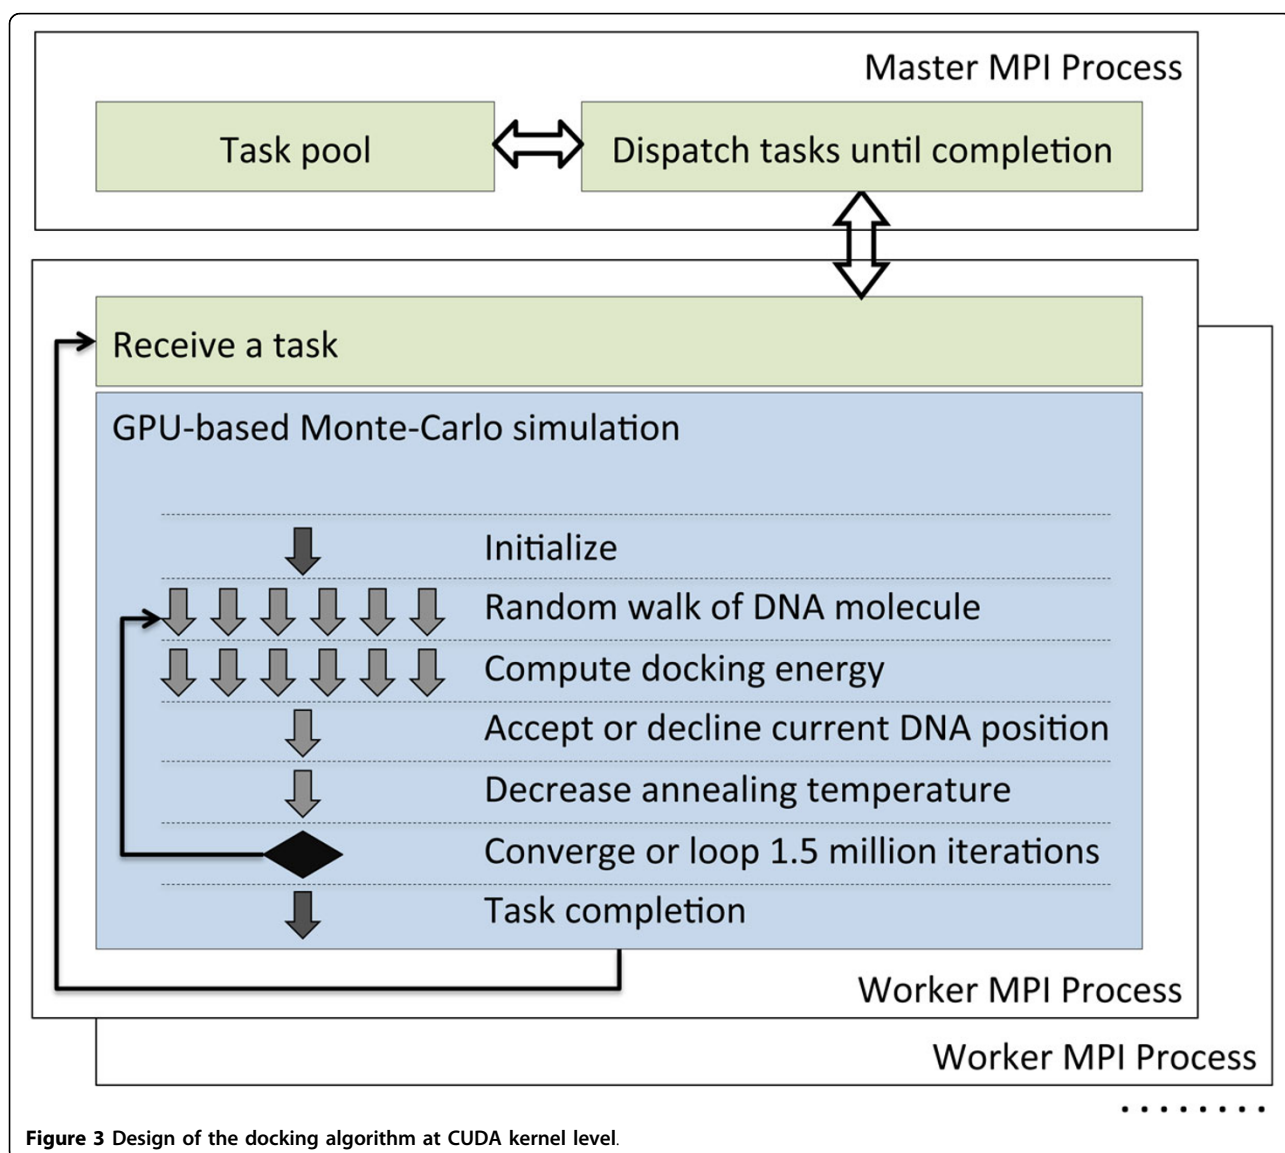 Master MPI Process
Task pool
Dispatch tasks until completion
Receive a task
GPU-based Monte-Carlo simulation
Initialize
Random walk of DNA molecule
Compute docking energy
Accept or decline current DNA position
Decrease annealing temperature
Converge or loop 1.5 million iterations
Task completion
Worker MPI Process
Worker MPI Process
........
Figure 3 Design of the docking algorithm at CUDA kernel level.